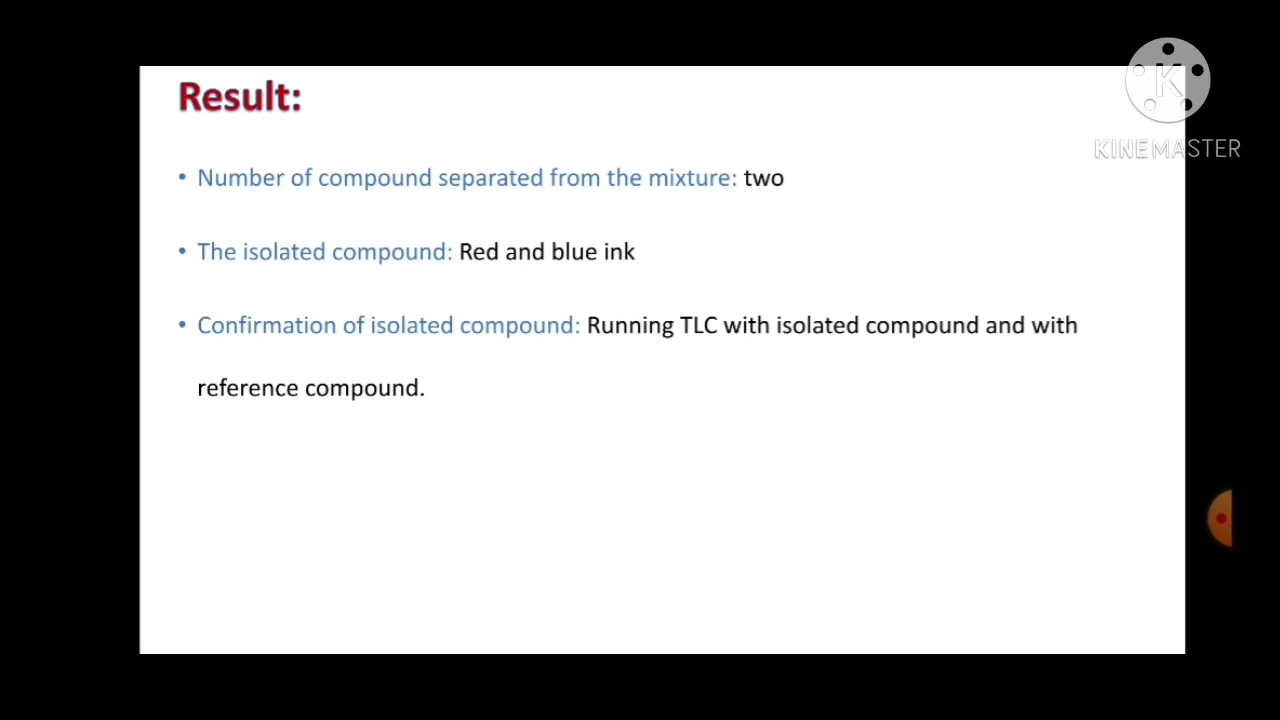 Result:
K
KINEMASTER
• Number of compound separated from the mixture: two
• The isolated compound: Red and blue ink
• Confirmation of isolated compound: Running TLC with isolated compound and with
reference compound.